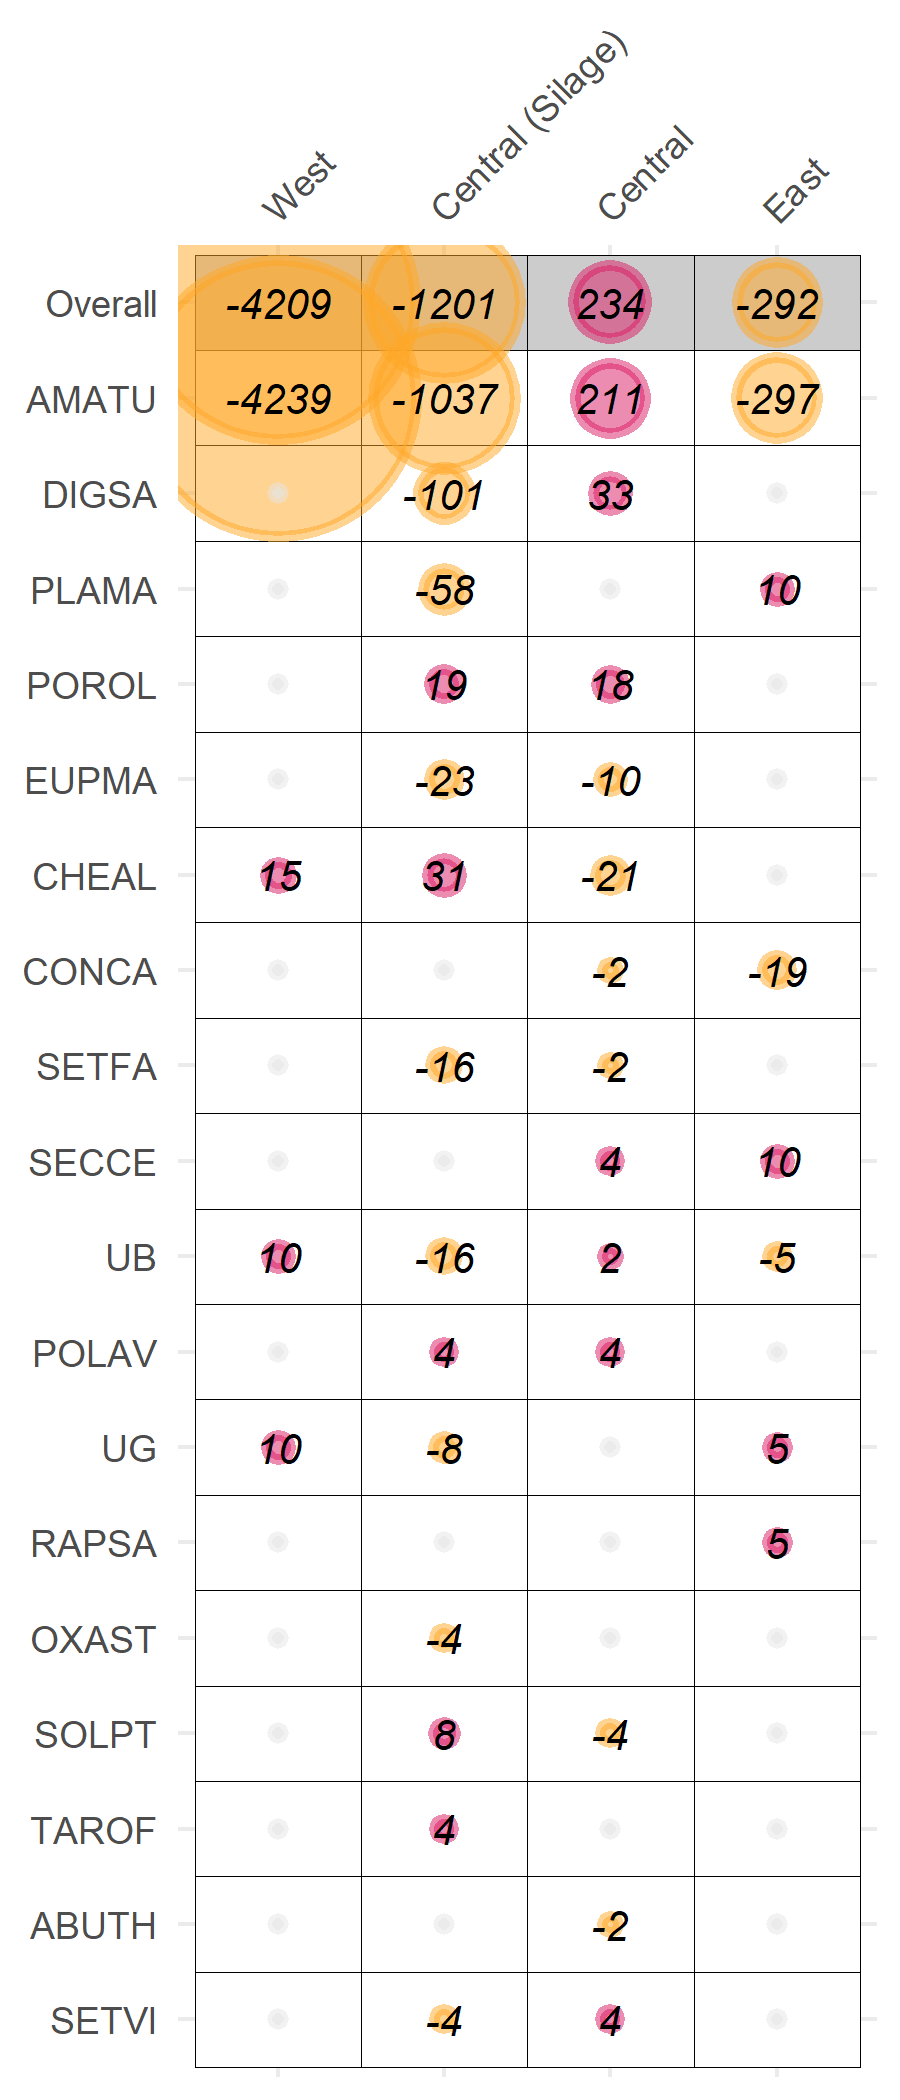 West Central (Silage) Central East
Overall -4209 -1201 234 -292
AMATU -4239 -1037 211 -297
DIGSA -101 33
PLAMA -58 10
POROL 19 18
EUPMA -23 -10
CHEAL 15 31 -21
CONCA -2 -19
SETFA -16 -2
SECCE 4 10
UB 10 -16 2 -5
POLAV 4 4
UG 10 -8 5
RAPSA 5
OXAST -4
SOLPT 8 -4
TAROF 4
ABUTH -2
SETVI -4 4